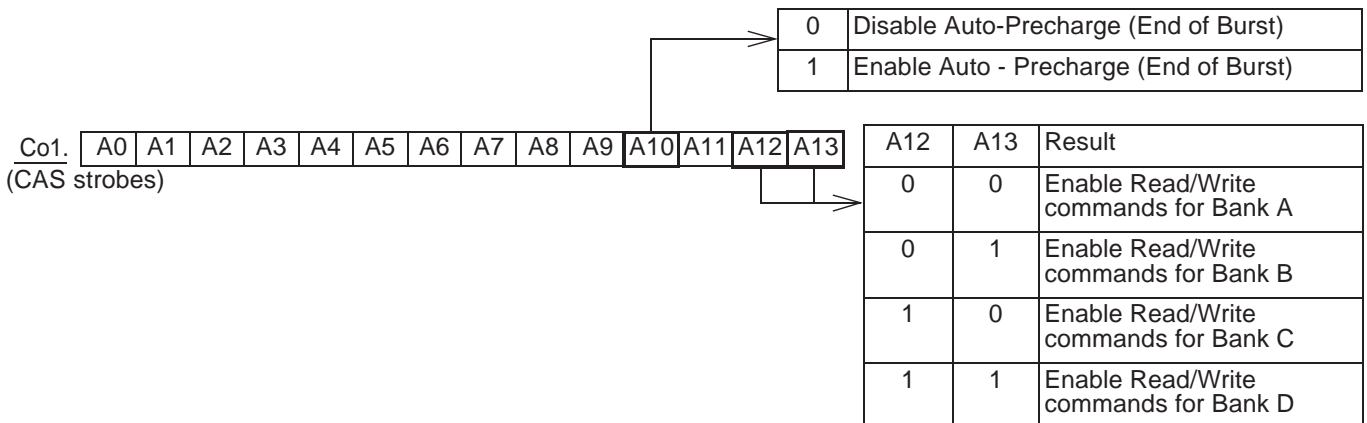 0 Disable Auto-Precharge (End of Burst)
1 Enable Auto - Precharge (End of Burst)
Co1. A0 A1 A2 A3 A4 A5 A6 A7 A8 A9 A10 A11 A12 A13
(CAS strobes)
A12 A13 Result
0 0 Enable Read/Write
commands for Bank A
0 1 Enable Read/Write
commands for Bank B
1 0 Enable Read/Write
commands for Bank C
1 1 Enable Read/Write
commands for Bank D